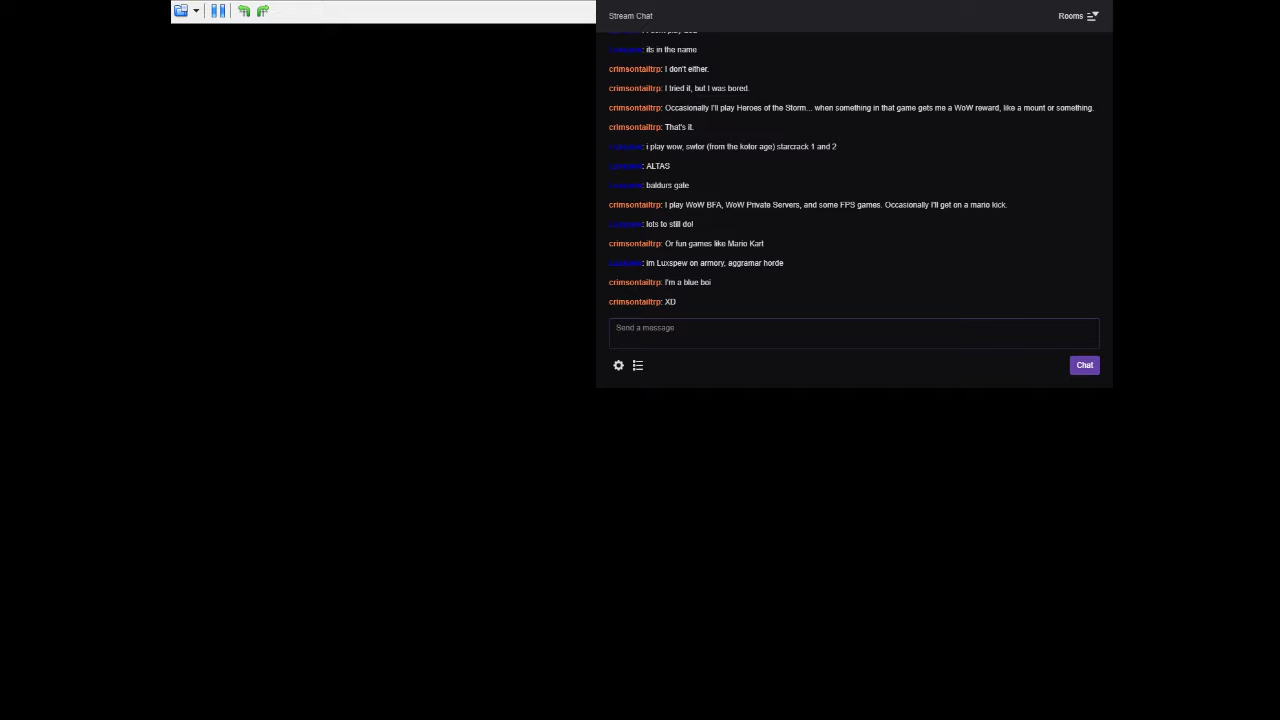 Stream Chat
Rooms
: its in the name
crimsontailtrp: I don't either.
crimsontailtrp: I tried it, but I was bored.
crimsontailtrp: Occasionally I'll play Heroes of the Storm... when something in that game gets me a WoW reward, like a mount or something.
crimsontailtrp: That's it.
: i play wow, swtor (from the kotor age) starcrack 1 and 2
: ALTAS
: baldurs gate
crimsontailtrp: I play WoW BFA, WoW Private Servers, and some FPS games. Occasionally I'll get on a mario kick.
: lots to still do!
crimsontailtrp: Or fun games like Mario Kart
: im Luxspew on armory, aggramar horde
crimsontailtrp: I'm a blue boi
crimsontailtrp: XD
Send a message
Chat